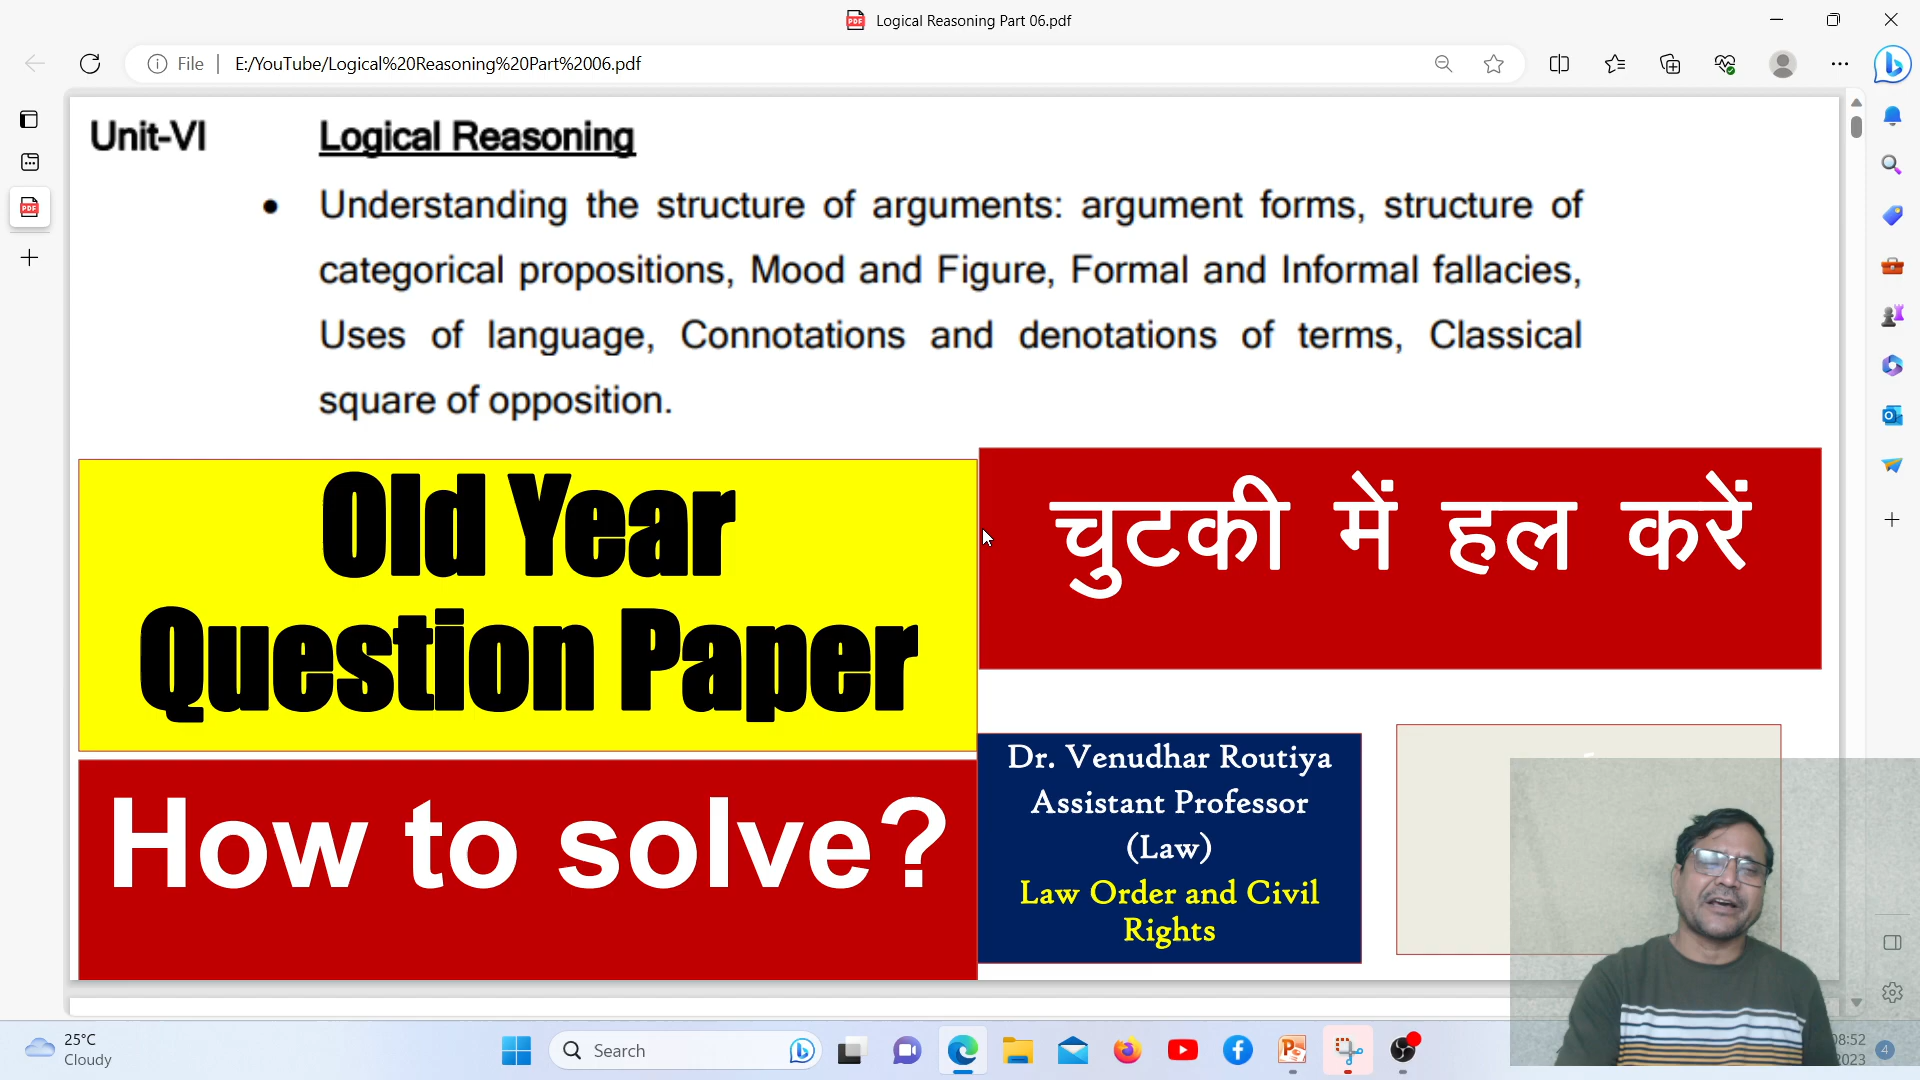 Logical Reasoning Part 06.pdf
File
E:/YouTube/Logical%20Reasoning%20Part%2006.pdf
Unit-VI Logical Reasoning
• Understanding the structure of arguments: argument forms, structure of
categorical propositions, Mood and Figure, Formal and Informal fallacies,
Uses of language, Connotations and denotations of terms, Classical
square of opposition.
Old Year
Question Paper
चुटकी में हल करें
How to solve?
Dr. Venudhar Routiya
Assistant Professor
(Law)
Law Order and Civil
Rights
25°C
Cloudy
Search
08:52
2023
4